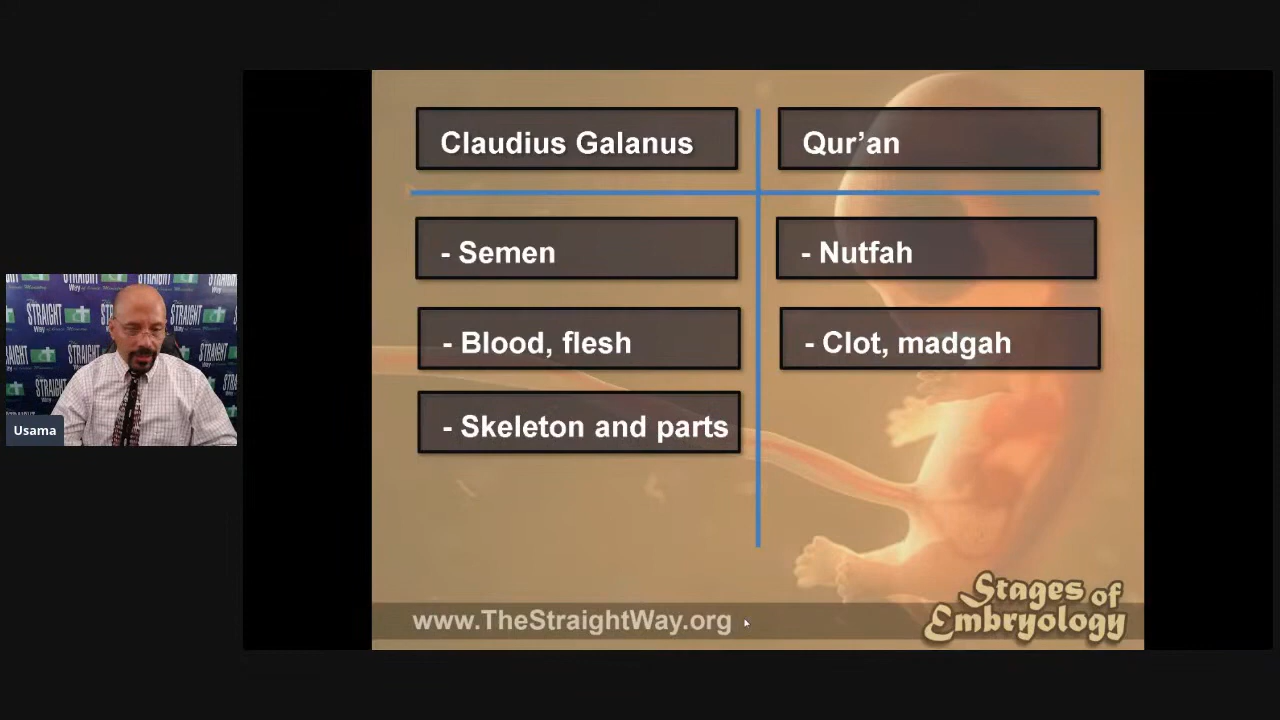 Claudius Galanus
Qur’an
- Semen
- Nutfah
- Blood, flesh
- Clot, madgah
- Skeleton and parts
STRAIGHT
Usama
www.TheStraightWay.org
Stages of
Embryology